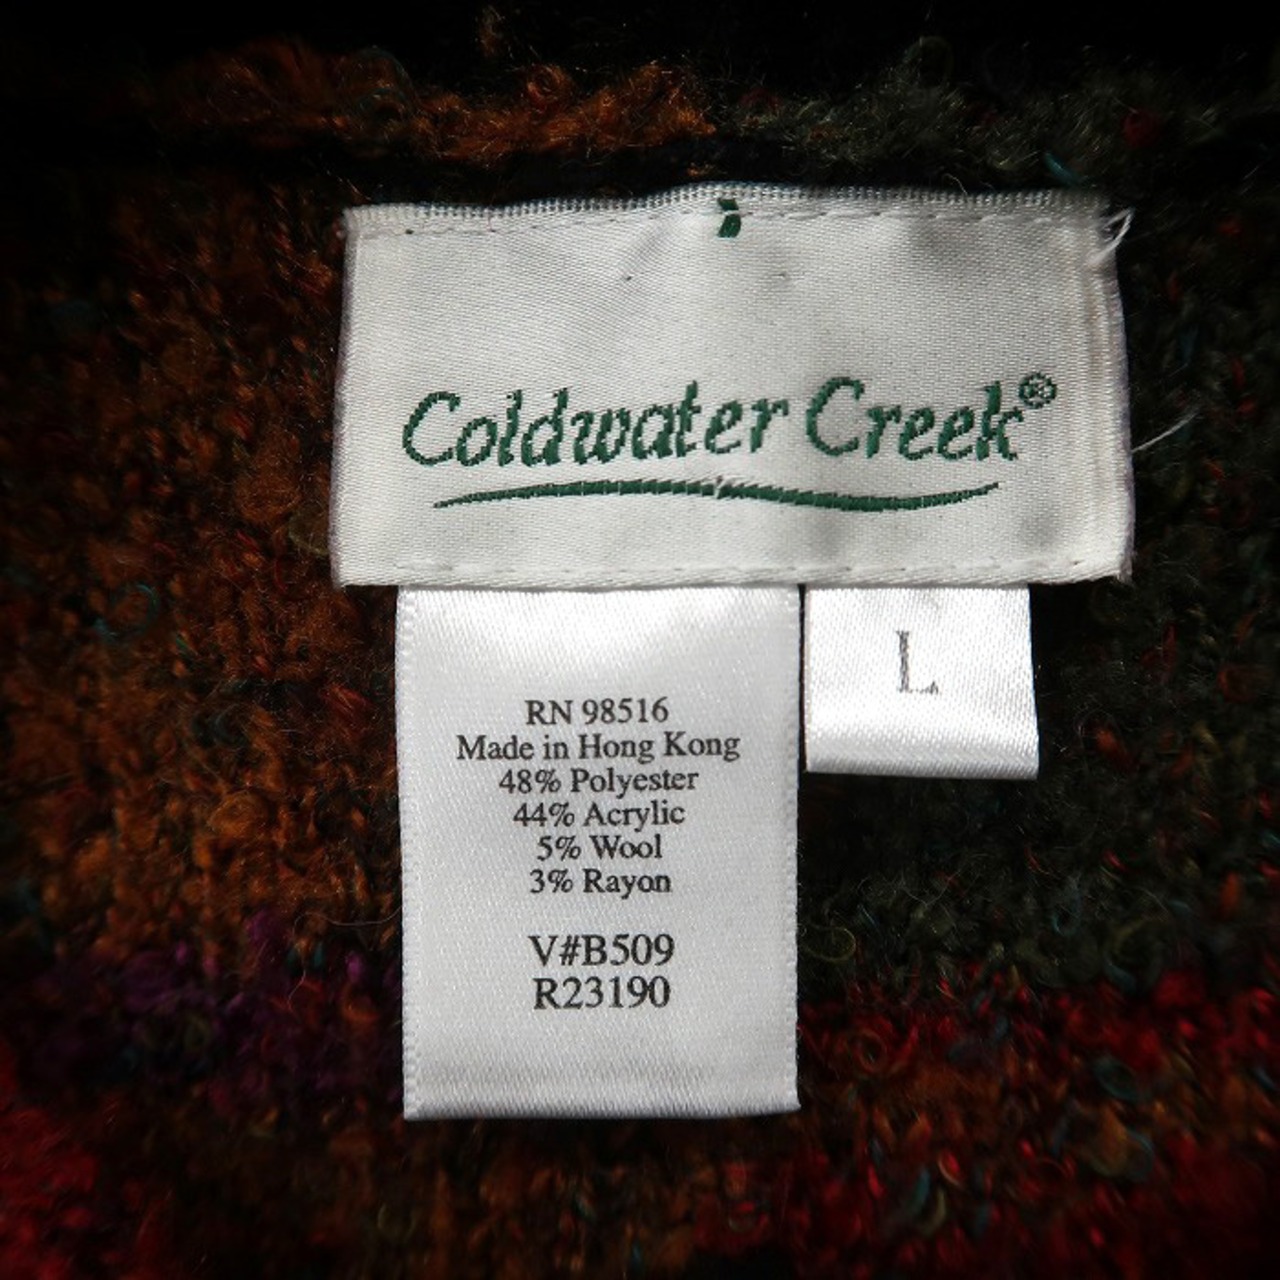 Coldwater Creek®
L
RN 98516
Made in Hong Kong
48% Polyester
44% Acrylic
5% Wool
3% Rayon
V#B509
R23190